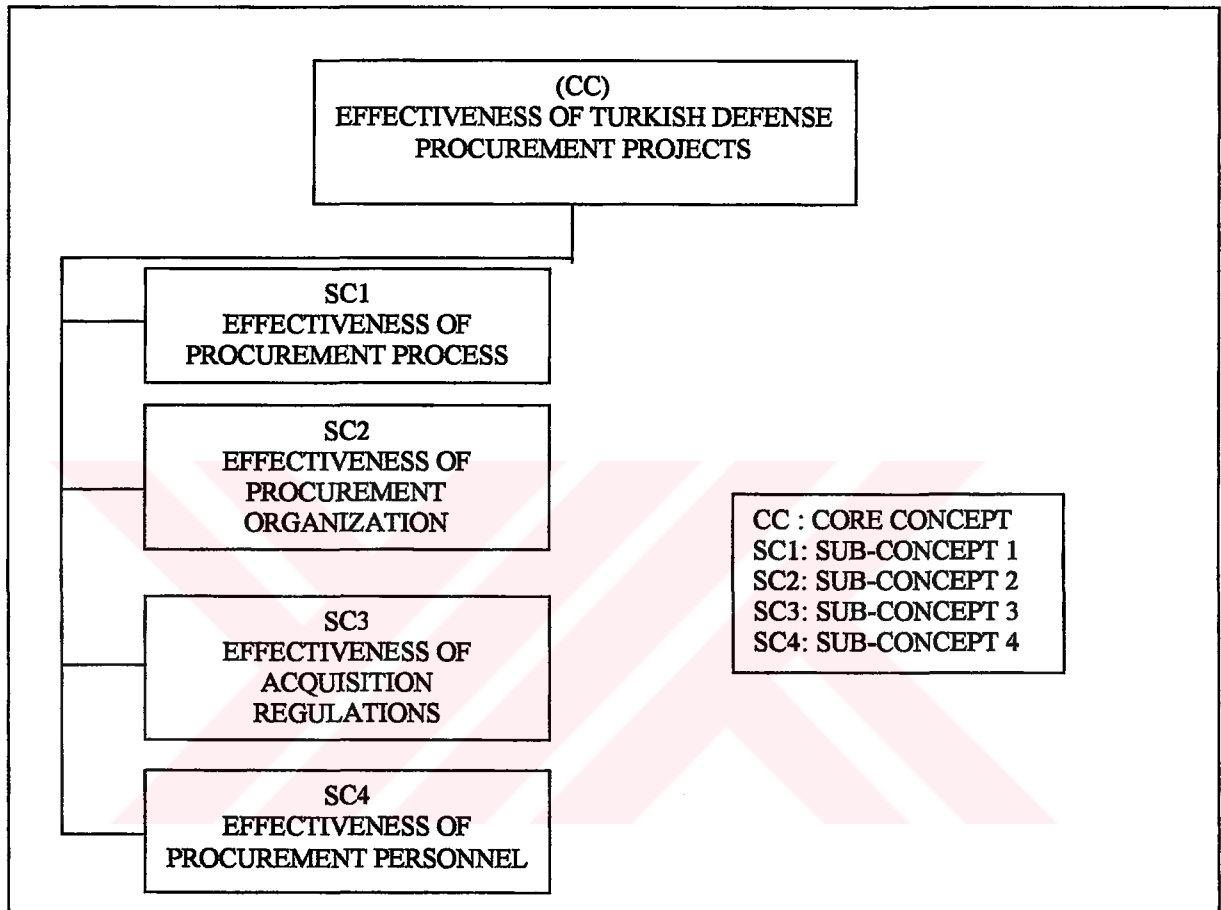 (CC)
EFFECTIVENESS OF TURKISH DEFENSE
PROCUREMENT PROJECTS
SC1
EFFECTIVENESS OF
PROCUREMENT PROCESS
SC2
EFFECTIVENESS OF
PROCUREMENT
ORGANIZATION
SC3
EFFECTIVENESS OF
ACQUISITION
REGULATIONS
SC4
EFFECTIVENESS OF
PROCUREMENT PERSONNEL
CC : CORE CONCEPT
SC1: SUB-CONCEPT 1
SC2: SUB-CONCEPT 2
SC3: SUB-CONCEPT 3
SC4: SUB-CONCEPT 4